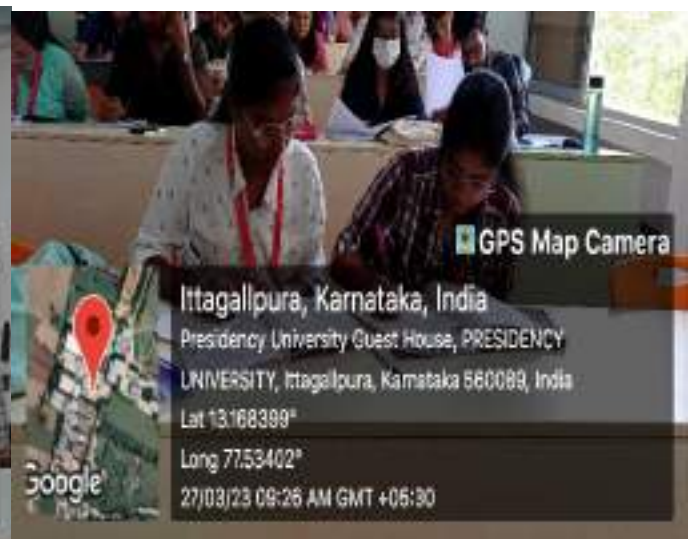 GPS Map Camera
Ittagallpura, Karnataka, India
Presidency University Guest House, PRESIDENCY
UNIVERSITY, Ittagallpura, Karnataka 560089, India
Lat 13.168399°
Long 77.53402°
27/03/23 09:26 AM GMT +05:30
Google